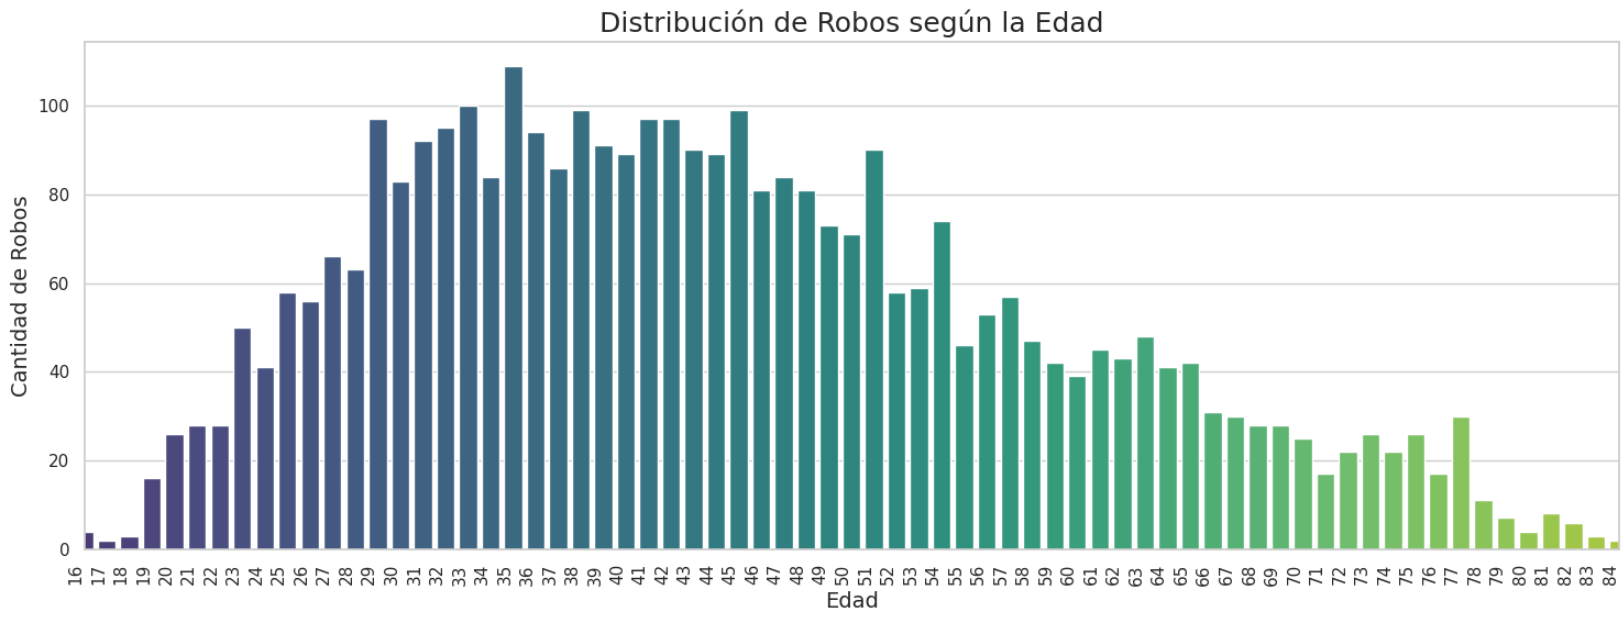 Distribución de Robos según la Edad
Cantidad de Robos
100
80
60
40
20
0
16 17 18 19 20 21 22 23 24 25 26 27 28 29 30 31 32 33 34 35 36 37 38 39 40 41 42 43 44 45 46 47 48 49 50 51 52 53 54 55 56 57 58 59 60 61 62 63 64 65 66 67 68 69 70 71 72 73 74 75 76 77 78 79 80 81 82 83 84
Edad